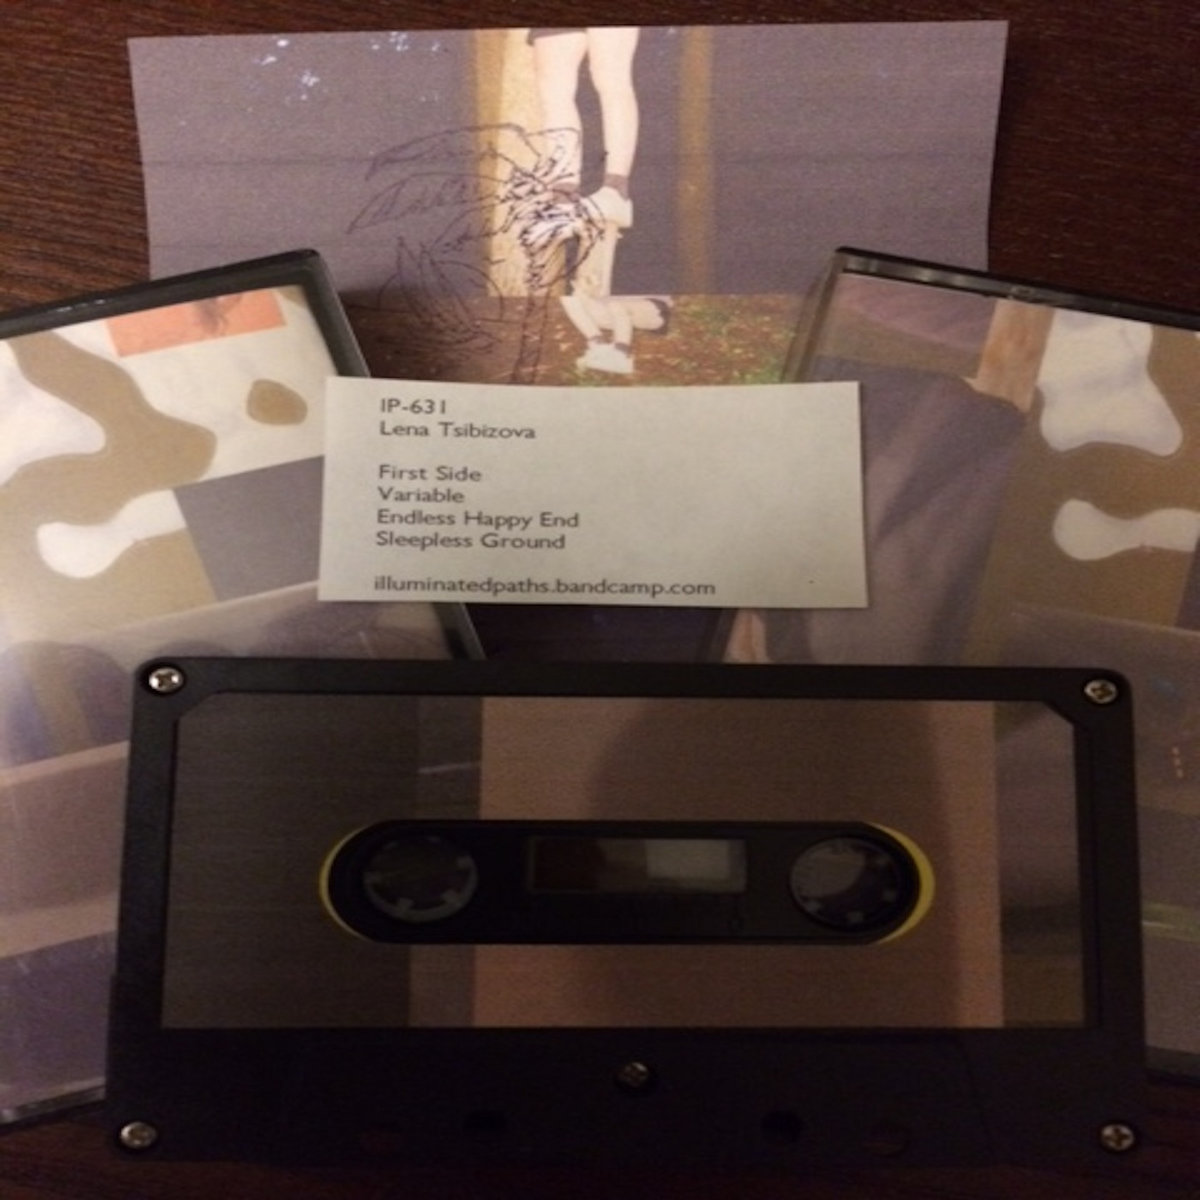 IP-631
Lena Tsibizova
First Side
Variable
Endless Happy End
Sleepless Ground
illuminatedpaths.bandcamp.com